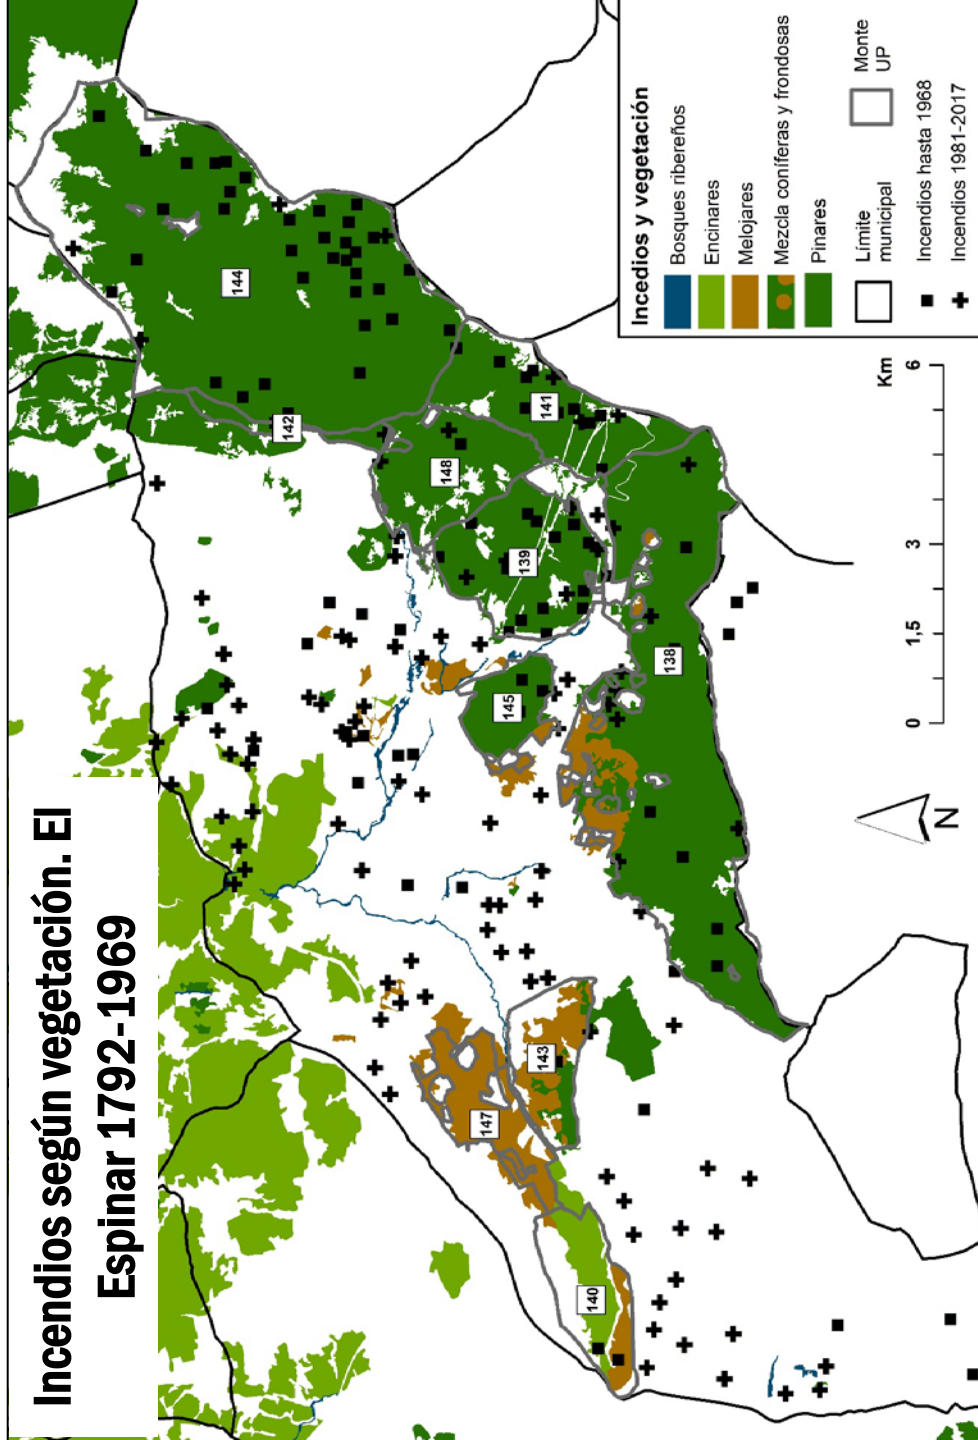 Incendios según vegetación. El
Espinar 1792-1969
144
142
148
141
139
145
138
143
147
140
Incedios y vegetación
Bosques ribereños
Encinares
Melojares
Mezcla coníferas y frondosas
Pinares
Límite
municipal
Monte
UP
Incendios hasta 1968
Incendios 1981-2017
0
1,5
3
6
Km
N